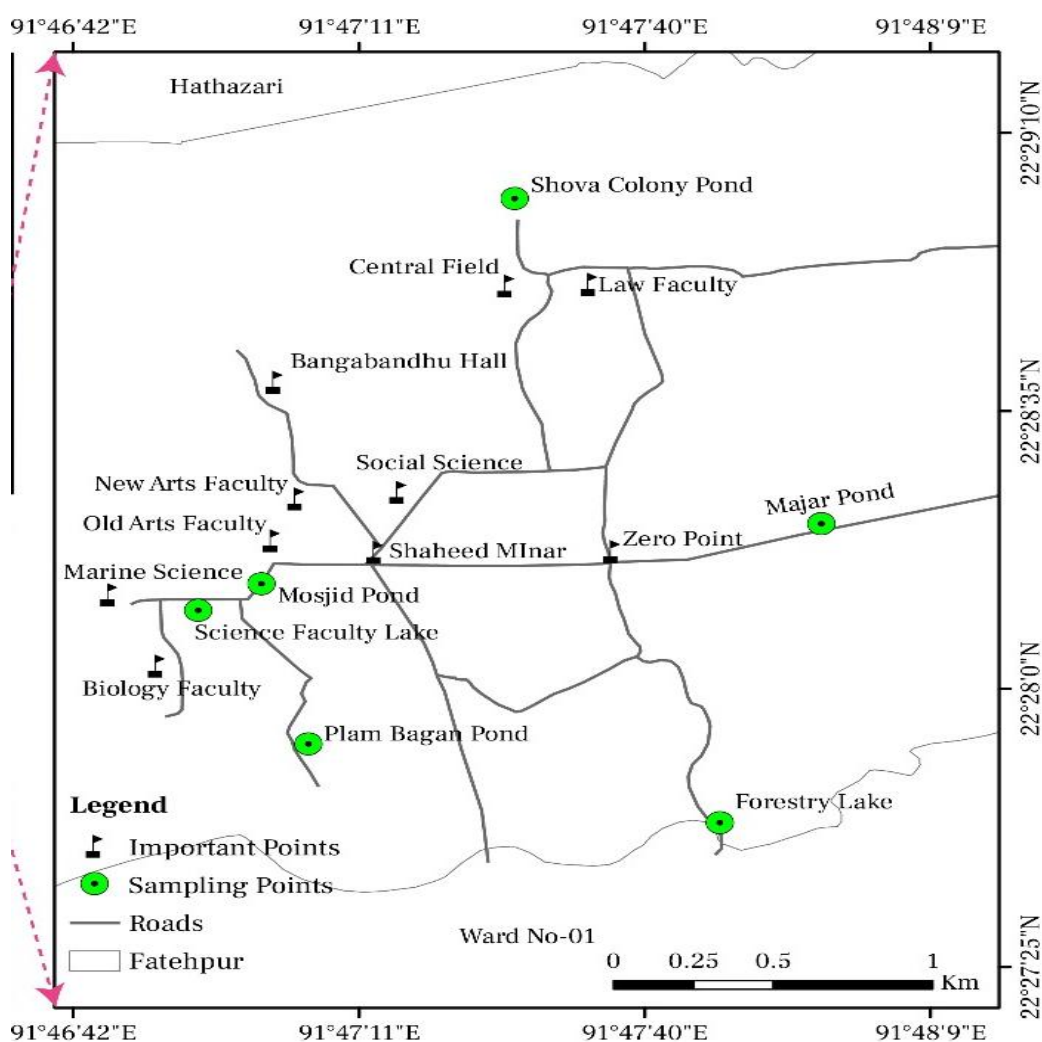 91°46'42"E 91°47'11"E 91°47'40"E 91°48'9"E
Hathazari
22°29'10"N
Shova Colony Pond
Central Field
Law Faculty
Bangabandhu Hall
22°28'35"N
Social Science
New Arts Faculty
Majar Pond
Old Arts Faculty
Zero Point
Shaheed MInar
Marine Science
Mosjid Pond
Science Faculty Lake
Biology Faculty
22°28'0"N
Plam Bagan Pond
Forestry Lake
Legend
Important Points
Sampling Points
Roads
Fatehpur
Ward No-01
0 0.25 0.5 1
Km
22°27'25"N
91°46'42"E 91°47'11"E 91°47'40"E 91°48'9"E